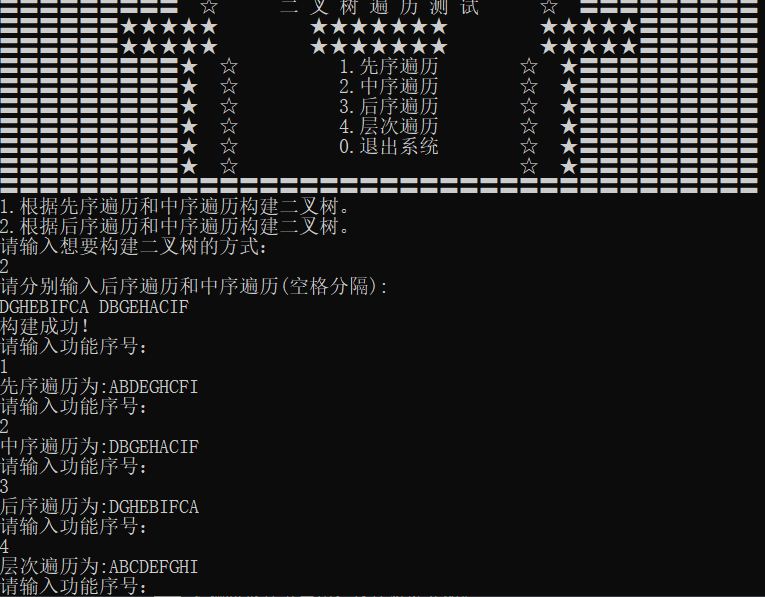 二 叉 树 遍 历 测 试
1.先序遍历
2.中序遍历
3.后序遍历
4.层次遍历
0.退出系统
1.根据先序遍历和中序遍历构建二叉树。
2.根据后序遍历和中序遍历构建二叉树。
请输入想要构建二叉树的方式：
2
请分别输入后序遍历和中序遍历(空格分隔):
DGHEBIFCA DBGEHACIF
构建成功！
请输入功能序号：
1
先序遍历为:ABDEGHCFI
请输入功能序号：
2
中序遍历为:DBGEHACIF
请输入功能序号：
3
后序遍历为:DGHEBIFCA
请输入功能序号：
4
层次遍历为:ABCDEFGHI
请输入功能序号：